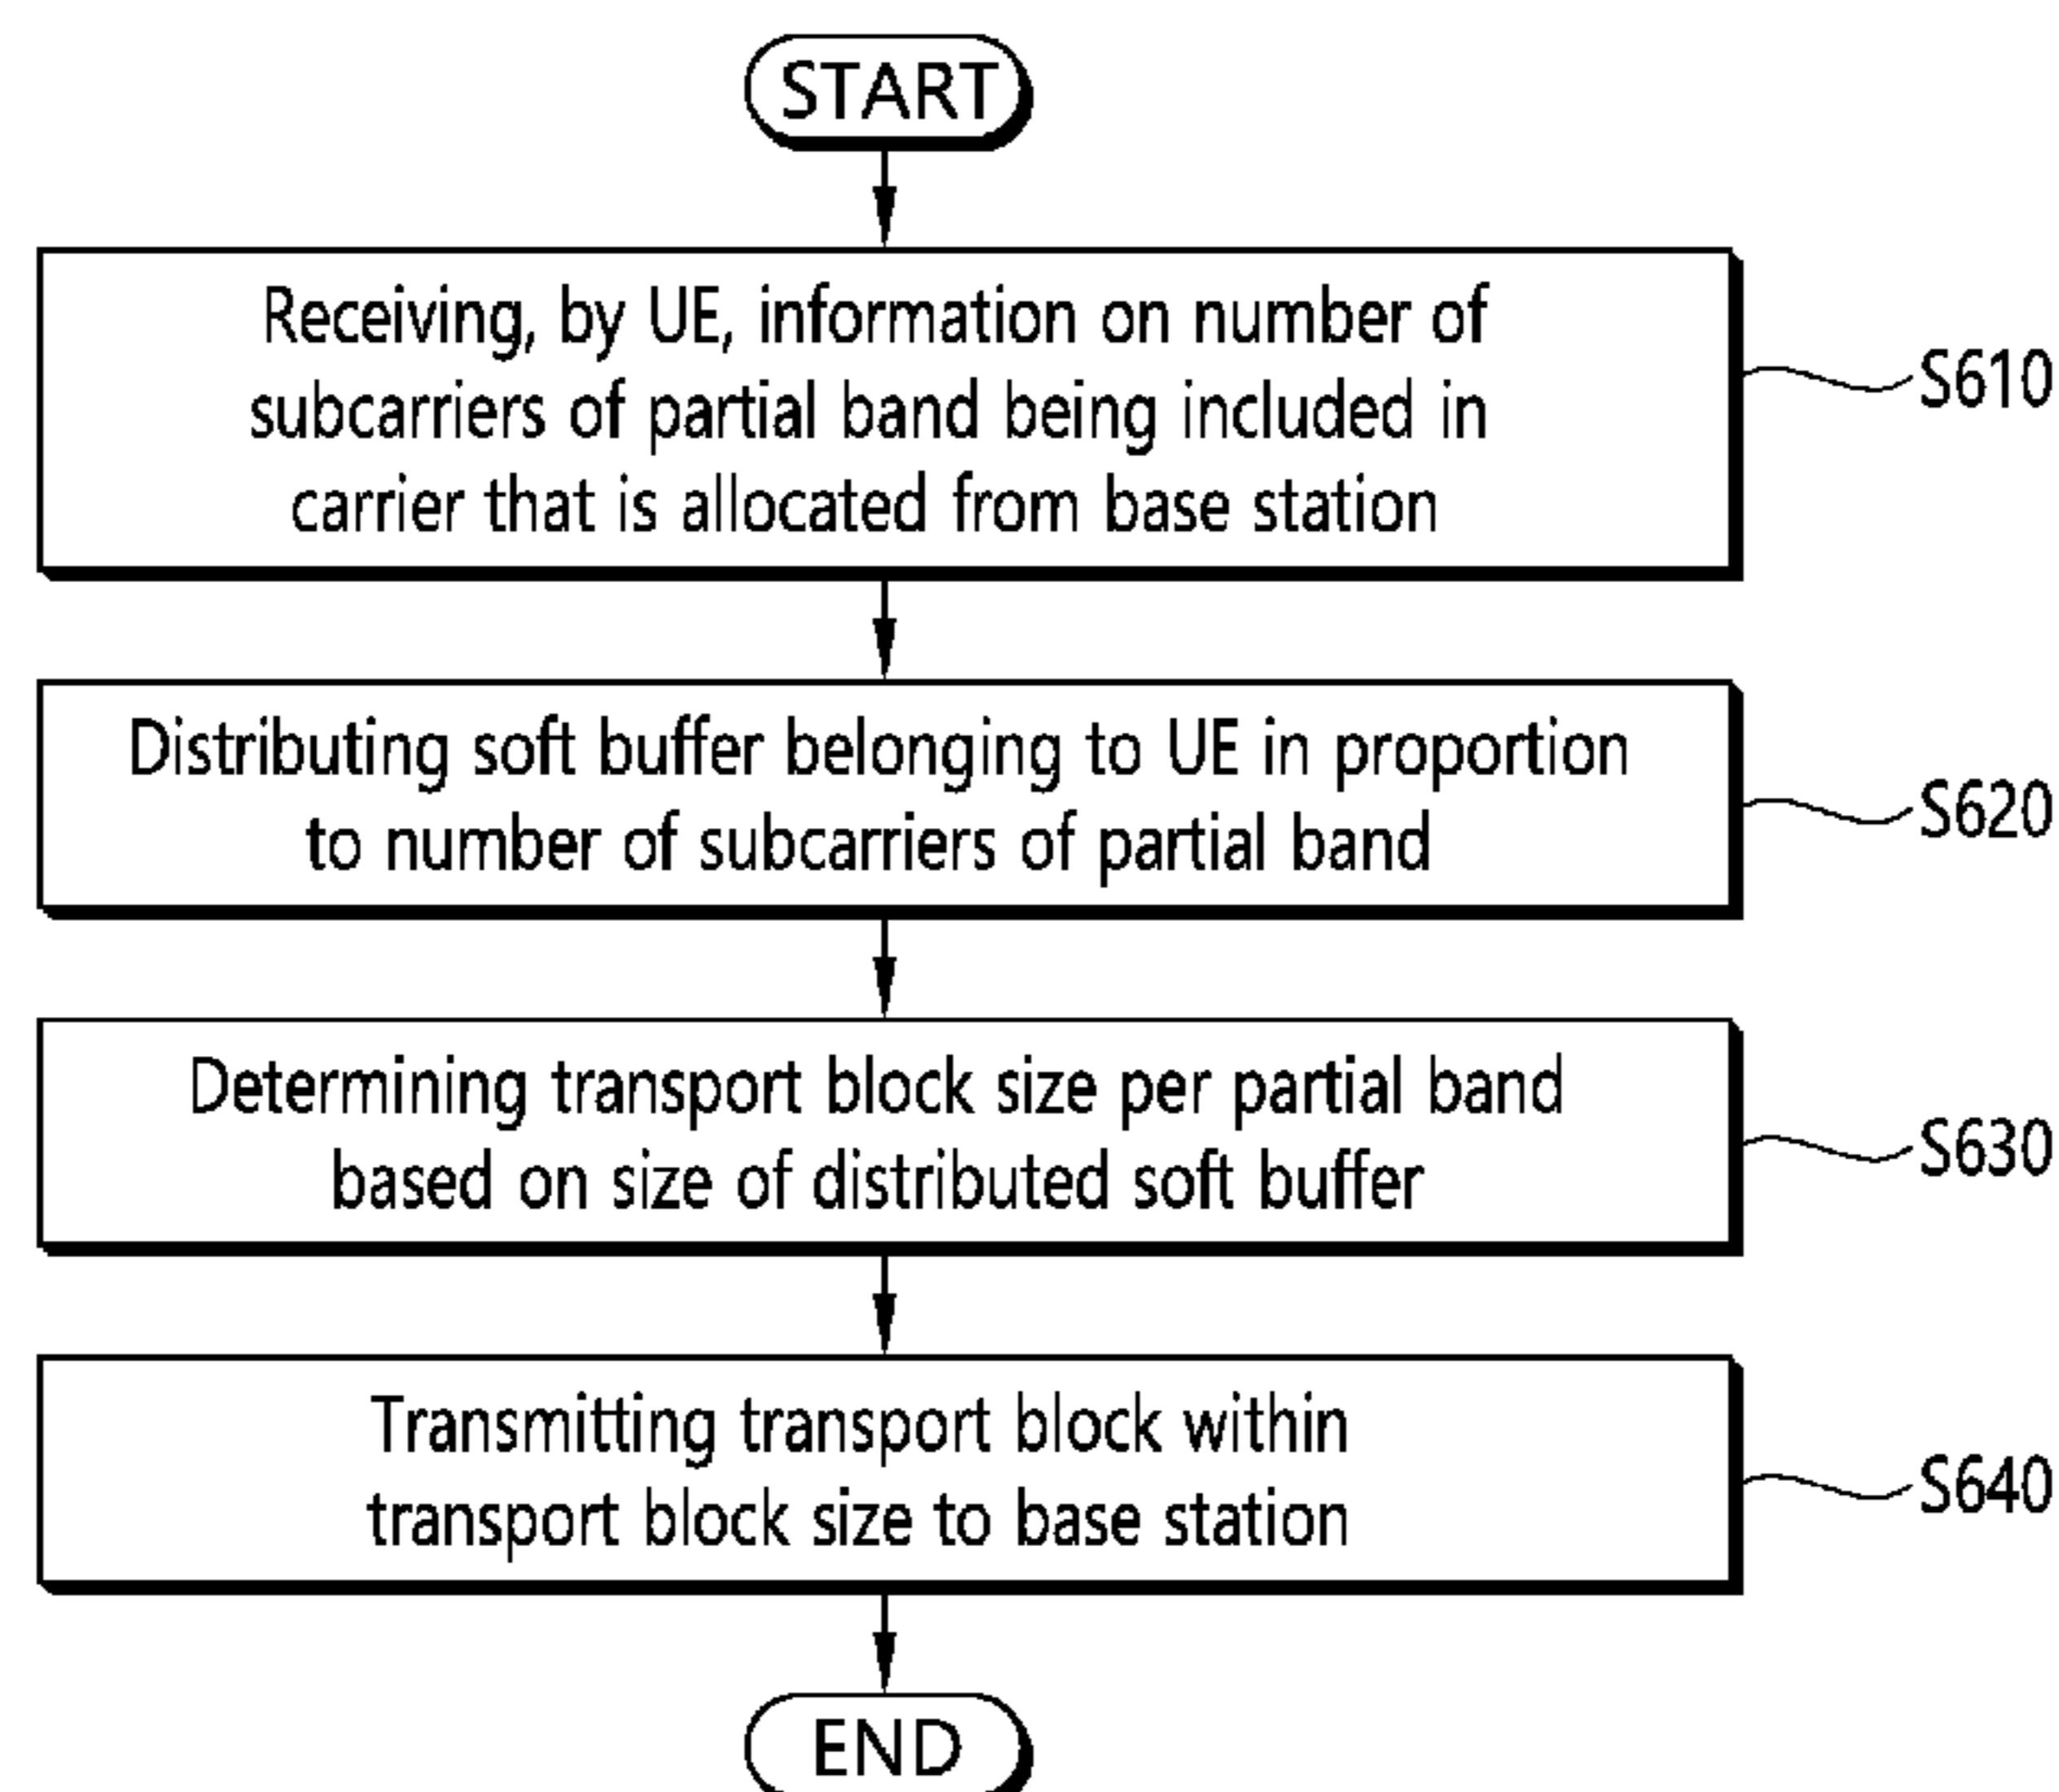 START
Receiving, by UE, information on number of
subcarriers of partial band being included in
carrier that is allocated from base station
S610
Distributing soft buffer belonging to UE in proportion
to number of subcarriers of partial band
S620
Determining transport block size per partial band
based on size of distributed soft buffer
S630
Transmitting transport block within
transport block size to base station
S640
END